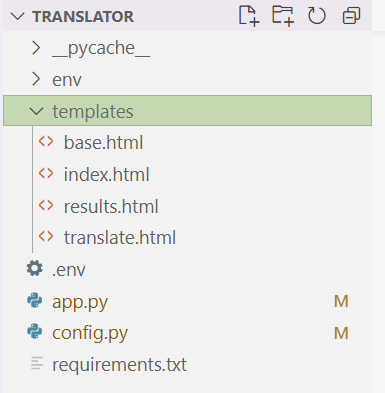 TRANSLATOR
__pycache__
env
templates
<> base.html
<> index.html
<> results.html
<> translate.html
.env
app.py M
config.py M
requirements.txt